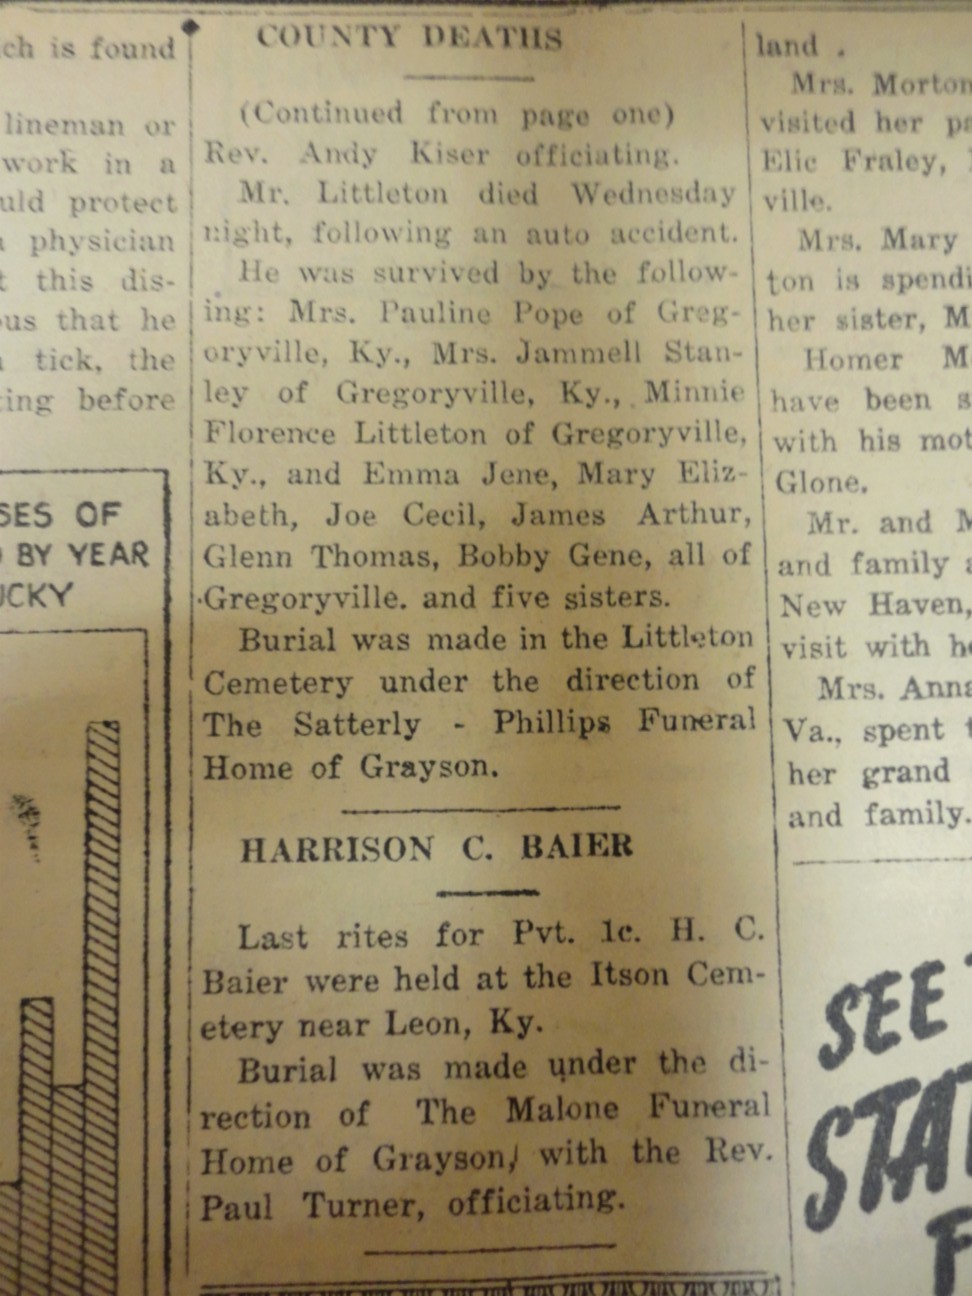 ch is found
lineman or
work in a
uld protect
physician
t this dis-
ous that he
tick, the
ting before
SES OF
BY YEAR
UCKY
COUNTY DEATHS
(Continued from page one)
Rev. Andy Kiser officiating.
Mr. Littleton died Wednesday
night, following an auto accident.
He was survived by the follow-
ing: Mrs. Pauline Pope of Greg-
oryville, Ky., Mrs. Jammell Stan-
ley of Gregoryville, Ky., Minnie
Florence Littleton of Gregoryville,
Ky., and Emma Jene, Mary Eliz-
abeth, Joe Cecil, James Arthur,
Glenn Thomas, Bobby Gene, all of
Gregoryville. and five sisters.
Burial was made in the Littleton
Cemetery under the direction of
The Satterly - Phillips Funeral
Home of Grayson.
HARRISON C. BAIER
Last rites for Pvt. 1c. H. C.
Baier were held at the Itson Cem-
etery near Leon, Ky.
Burial was made under the di-
rection of The Malone Funeral
Home of Grayson, with the Rev.
Paul Turner, officiating.
land .
Mrs. Morton
visited her pa
Elic Fraley,
ville.
Mrs. Mary
ton is spendi
her sister, M
Homer M
have been s
with his mot
Glone.
Mr. and M
and family a
New Haven,
visit with he
Mrs. Anna
Va., spent t
her grand
and family.
SEE
STAT
F